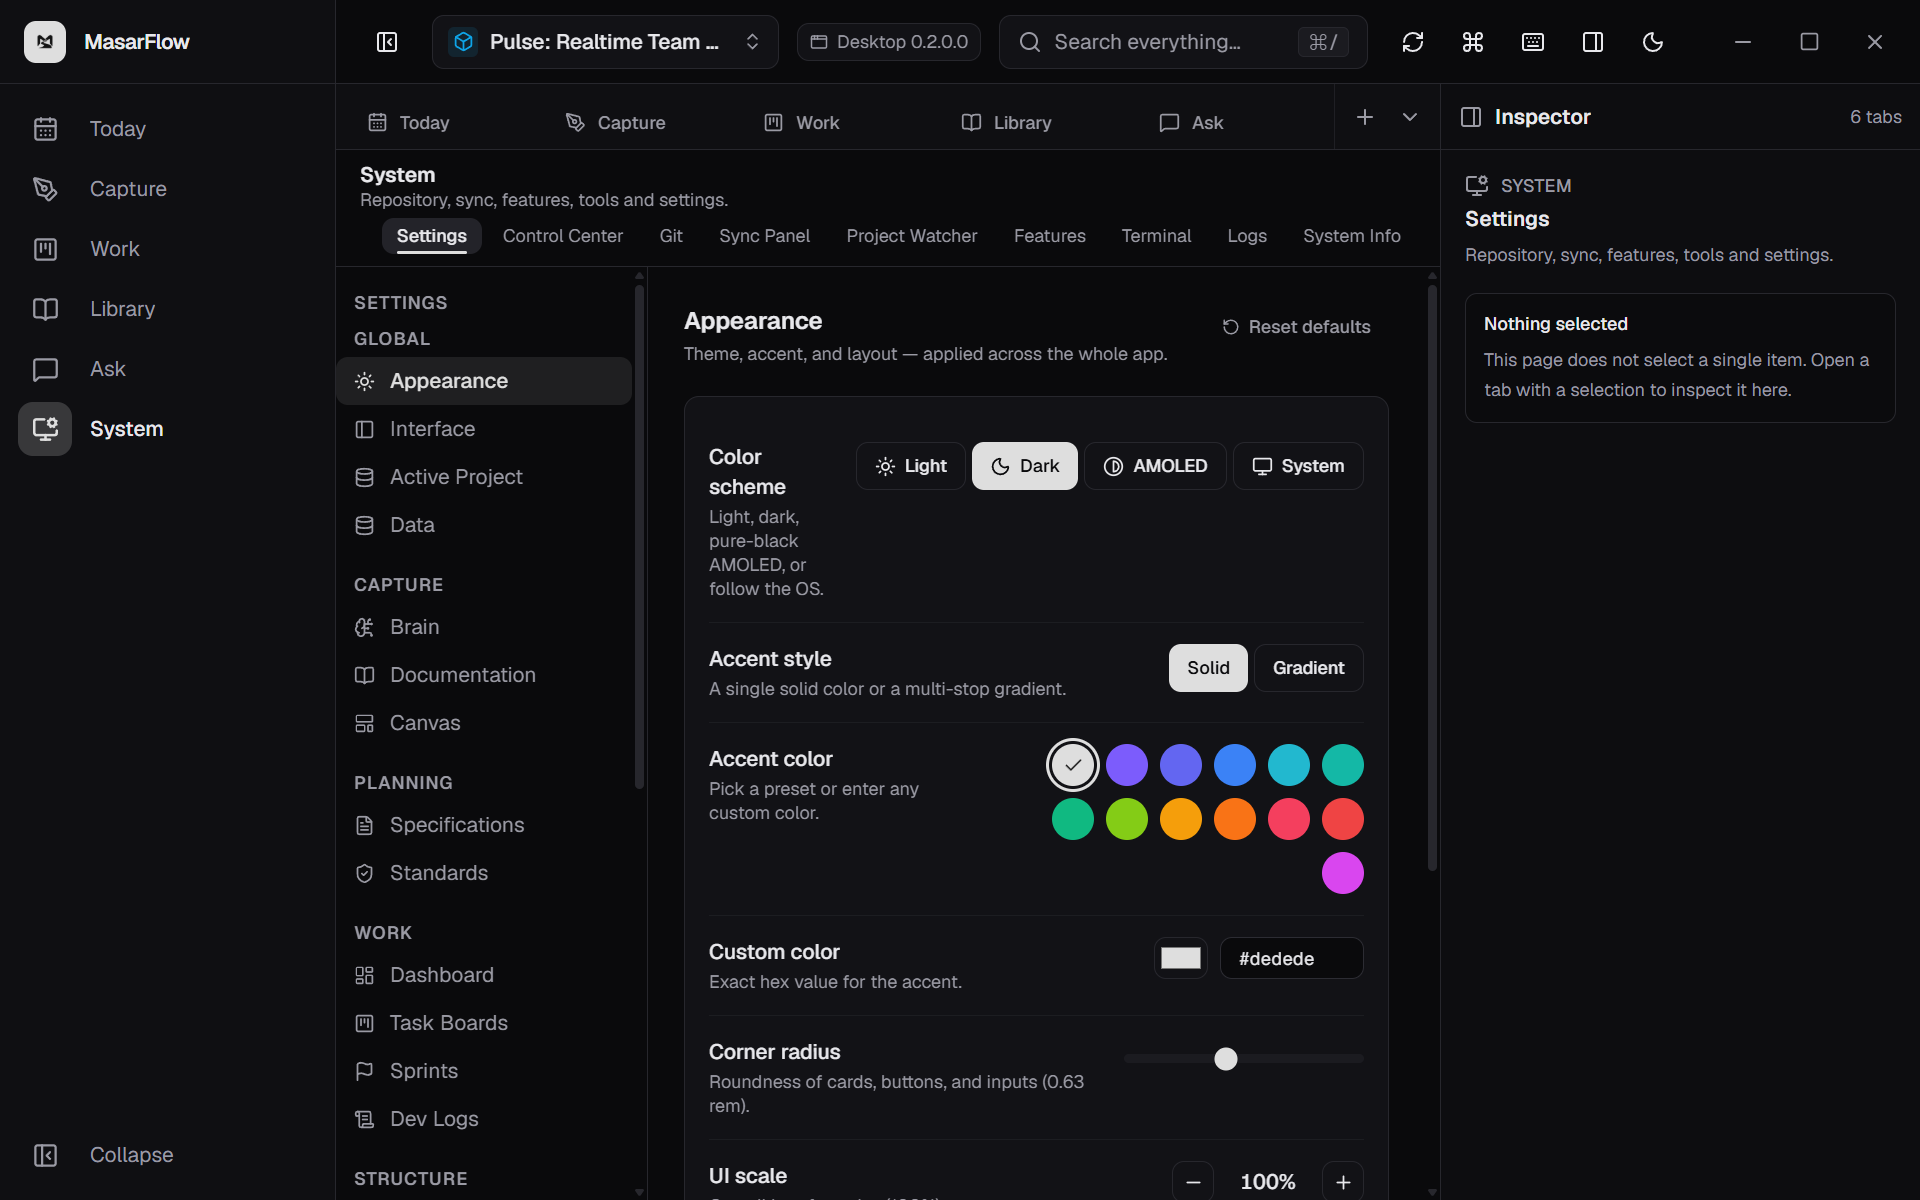 MasarFlow
Pulse: Realtime Team ...
Desktop 0.2.0.0
Search everything...
⌘/
Today
Capture
Work
Library
Ask
System
Collapse
Today
Capture
Work
Library
Ask
System
Repository, sync, features, tools and settings.
Settings
Control Center
Git
Sync Panel
Project Watcher
Features
Terminal
Logs
System Info
SETTINGS
GLOBAL
Appearance
Interface
Active Project
Data
CAPTURE
Brain
Documentation
Canvas
PLANNING
Specifications
Standards
WORK
Dashboard
Task Boards
Sprints
Dev Logs
STRUCTURE
Appearance
Theme, accent, and layout — applied across the whole app.
Reset defaults
Color
scheme
Light, dark,
pure-black
AMOLED, or
follow the OS.
Light
Dark
AMOLED
System
Accent style
A single solid color or a multi-stop gradient.
Solid
Gradient
Accent color
Pick a preset or enter any
custom color.
Custom color
Exact hex value for the accent.
#dedede
Corner radius
Roundness of cards, buttons, and inputs (0.63
rem).
UI scale
100%
Inspector
6 tabs
SYSTEM
Settings
Repository, sync, features, tools and settings.
Nothing selected
This page does not select a single item. Open a
tab with a selection to inspect it here.